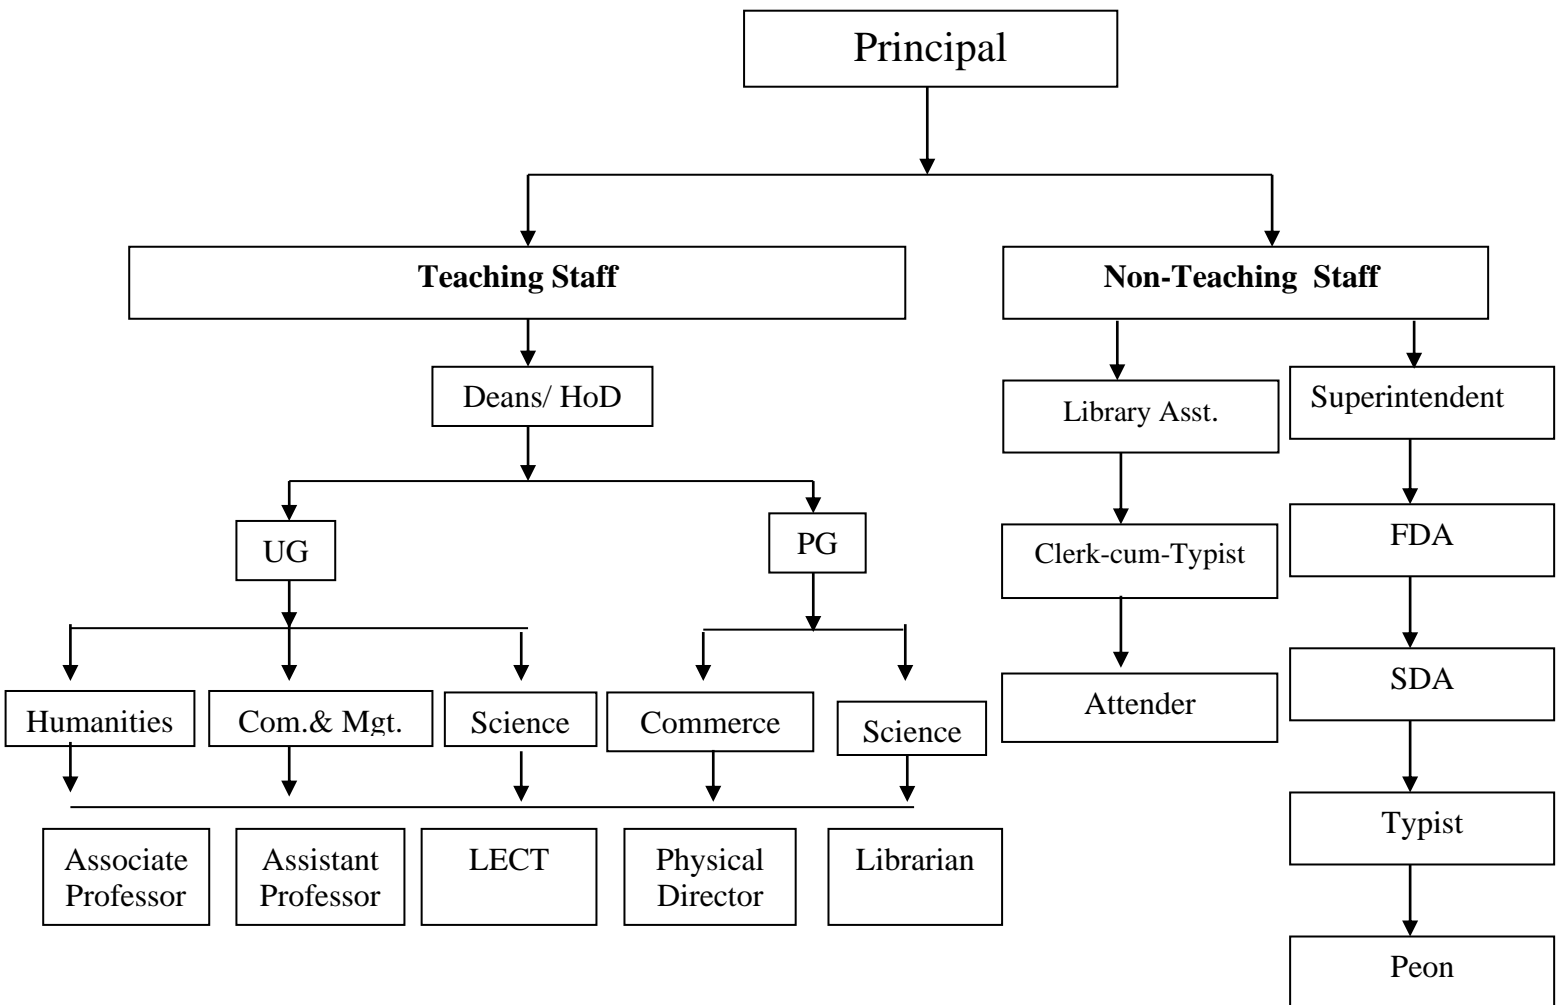 Principal
Teaching Staff
Non-Teaching Staff
Deans/ HoD
Library Asst.
Superintendent
UG
PG
Clerk-cum-Typist
FDA
Humanities
Com.& Mgt.
Science
Commerce
Science
Attender
SDA
Associate
Professor
Assistant
Professor
LECT
Physical
Director
Librarian
Typist
Peon